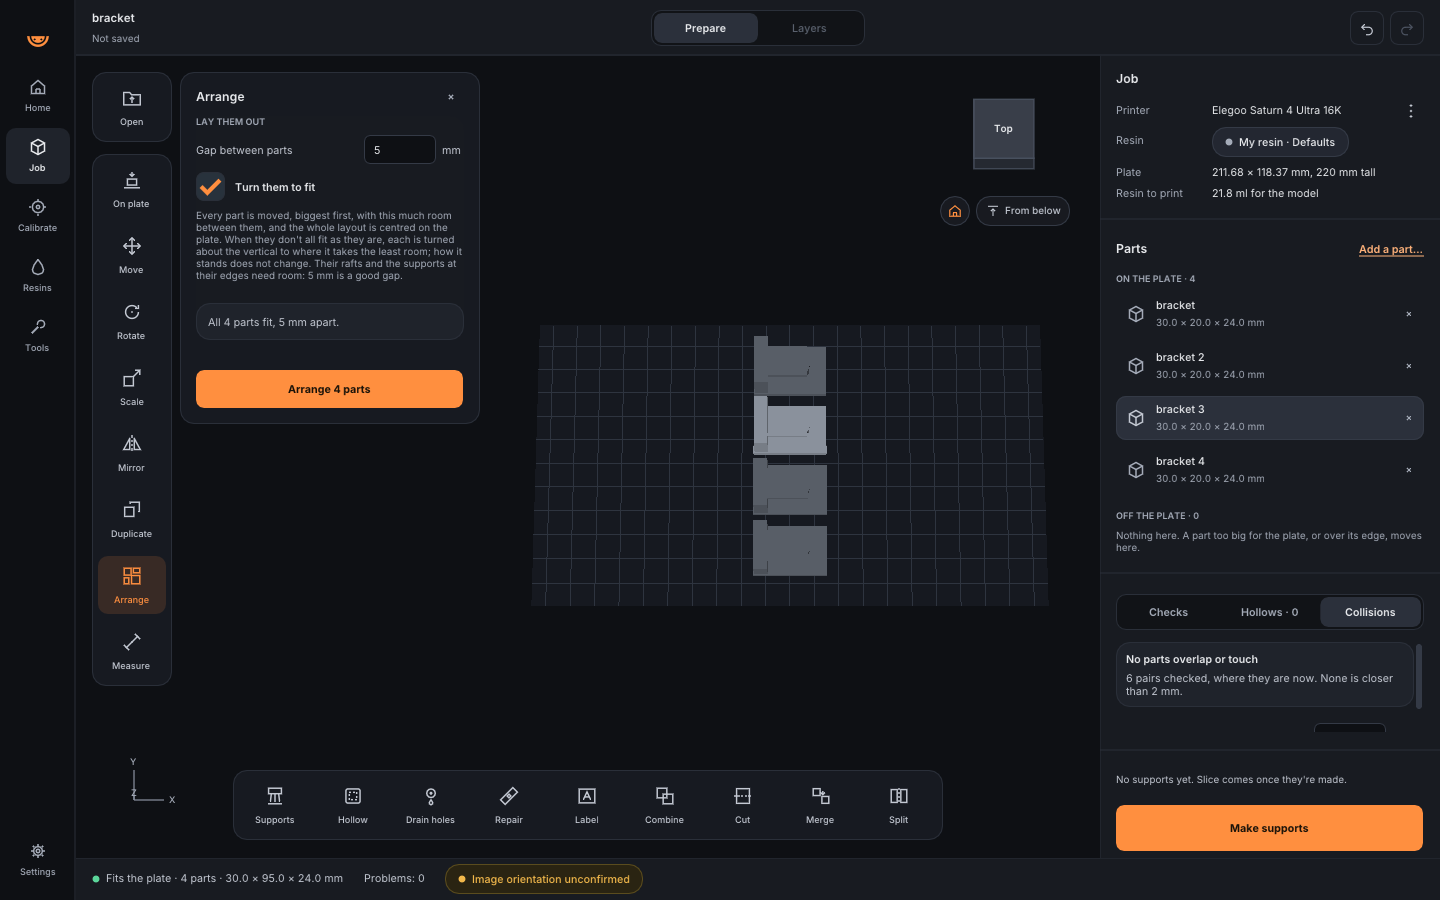 bracket
Not saved
Prepare
Layers
Home
Job
Calibrate
Resins
Tools
Settings
Open
On plate
Move
Rotate
Scale
Mirror
Duplicate
Arrange
Measure
Arrange
×
LAY THEM OUT
Gap between parts
5
mm
Turn them to fit
Every part is moved, biggest first, with this much room
between them, and the whole layout is centred on the
plate. When they don't all fit as they are, each is turned
about the vertical to where it takes the least room; how it
stands does not change. Their rafts and the supports at
their edges need room: 5 mm is a good gap.
All 4 parts fit, 5 mm apart.
Arrange 4 parts
Top
From below
Y
Z
X
Supports
Hollow
Drain holes
Repair
Label
Combine
Cut
Merge
Split
Fits the plate · 4 parts · 30.0 × 95.0 × 24.0 mm
Problems: 0
Image orientation unconfirmed
Job
Printer
Elegoo Saturn 4 Ultra 16K
Resin
My resin · Defaults
Plate
211.68 × 118.37 mm, 220 mm tall
Resin to print
21.8 ml for the model
Parts
Add a part...
ON THE PLATE · 4
bracket
30.0 × 20.0 × 24.0 mm
×
bracket 2
30.0 × 20.0 × 24.0 mm
×
bracket 3
30.0 × 20.0 × 24.0 mm
×
bracket 4
30.0 × 20.0 × 24.0 mm
×
OFF THE PLATE · 0
Nothing here. A part too big for the plate, or over its edge, moves
here.
Checks
Hollows · 0
Collisions
No parts overlap or touch
6 pairs checked, where they are now. None is closer
than 2 mm.
No supports yet. Slice comes once they're made.
Make supports